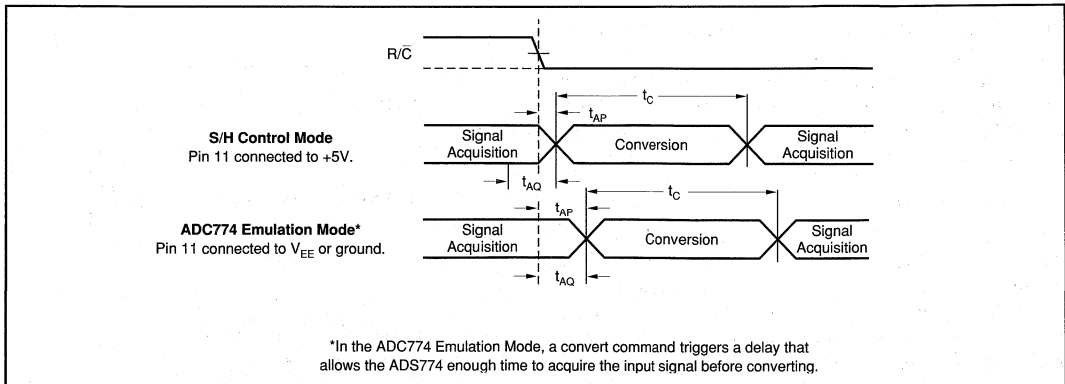 R/C̅
t_C
t_AP
S/H Control Mode
Pin 11 connected to +5V.
Signal
Acquisition
Conversion
Signal
Acquisition
t_AQ
t_C
t_AP
ADC774 Emulation Mode*
Pin 11 connected to V_EE or ground.
Signal
Acquisition
Conversion
Signal
Acquisition
t_AQ
*In the ADC774 Emulation Mode, a convert command triggers a delay that
allows the ADS774 enough time to acquire the input signal before converting.